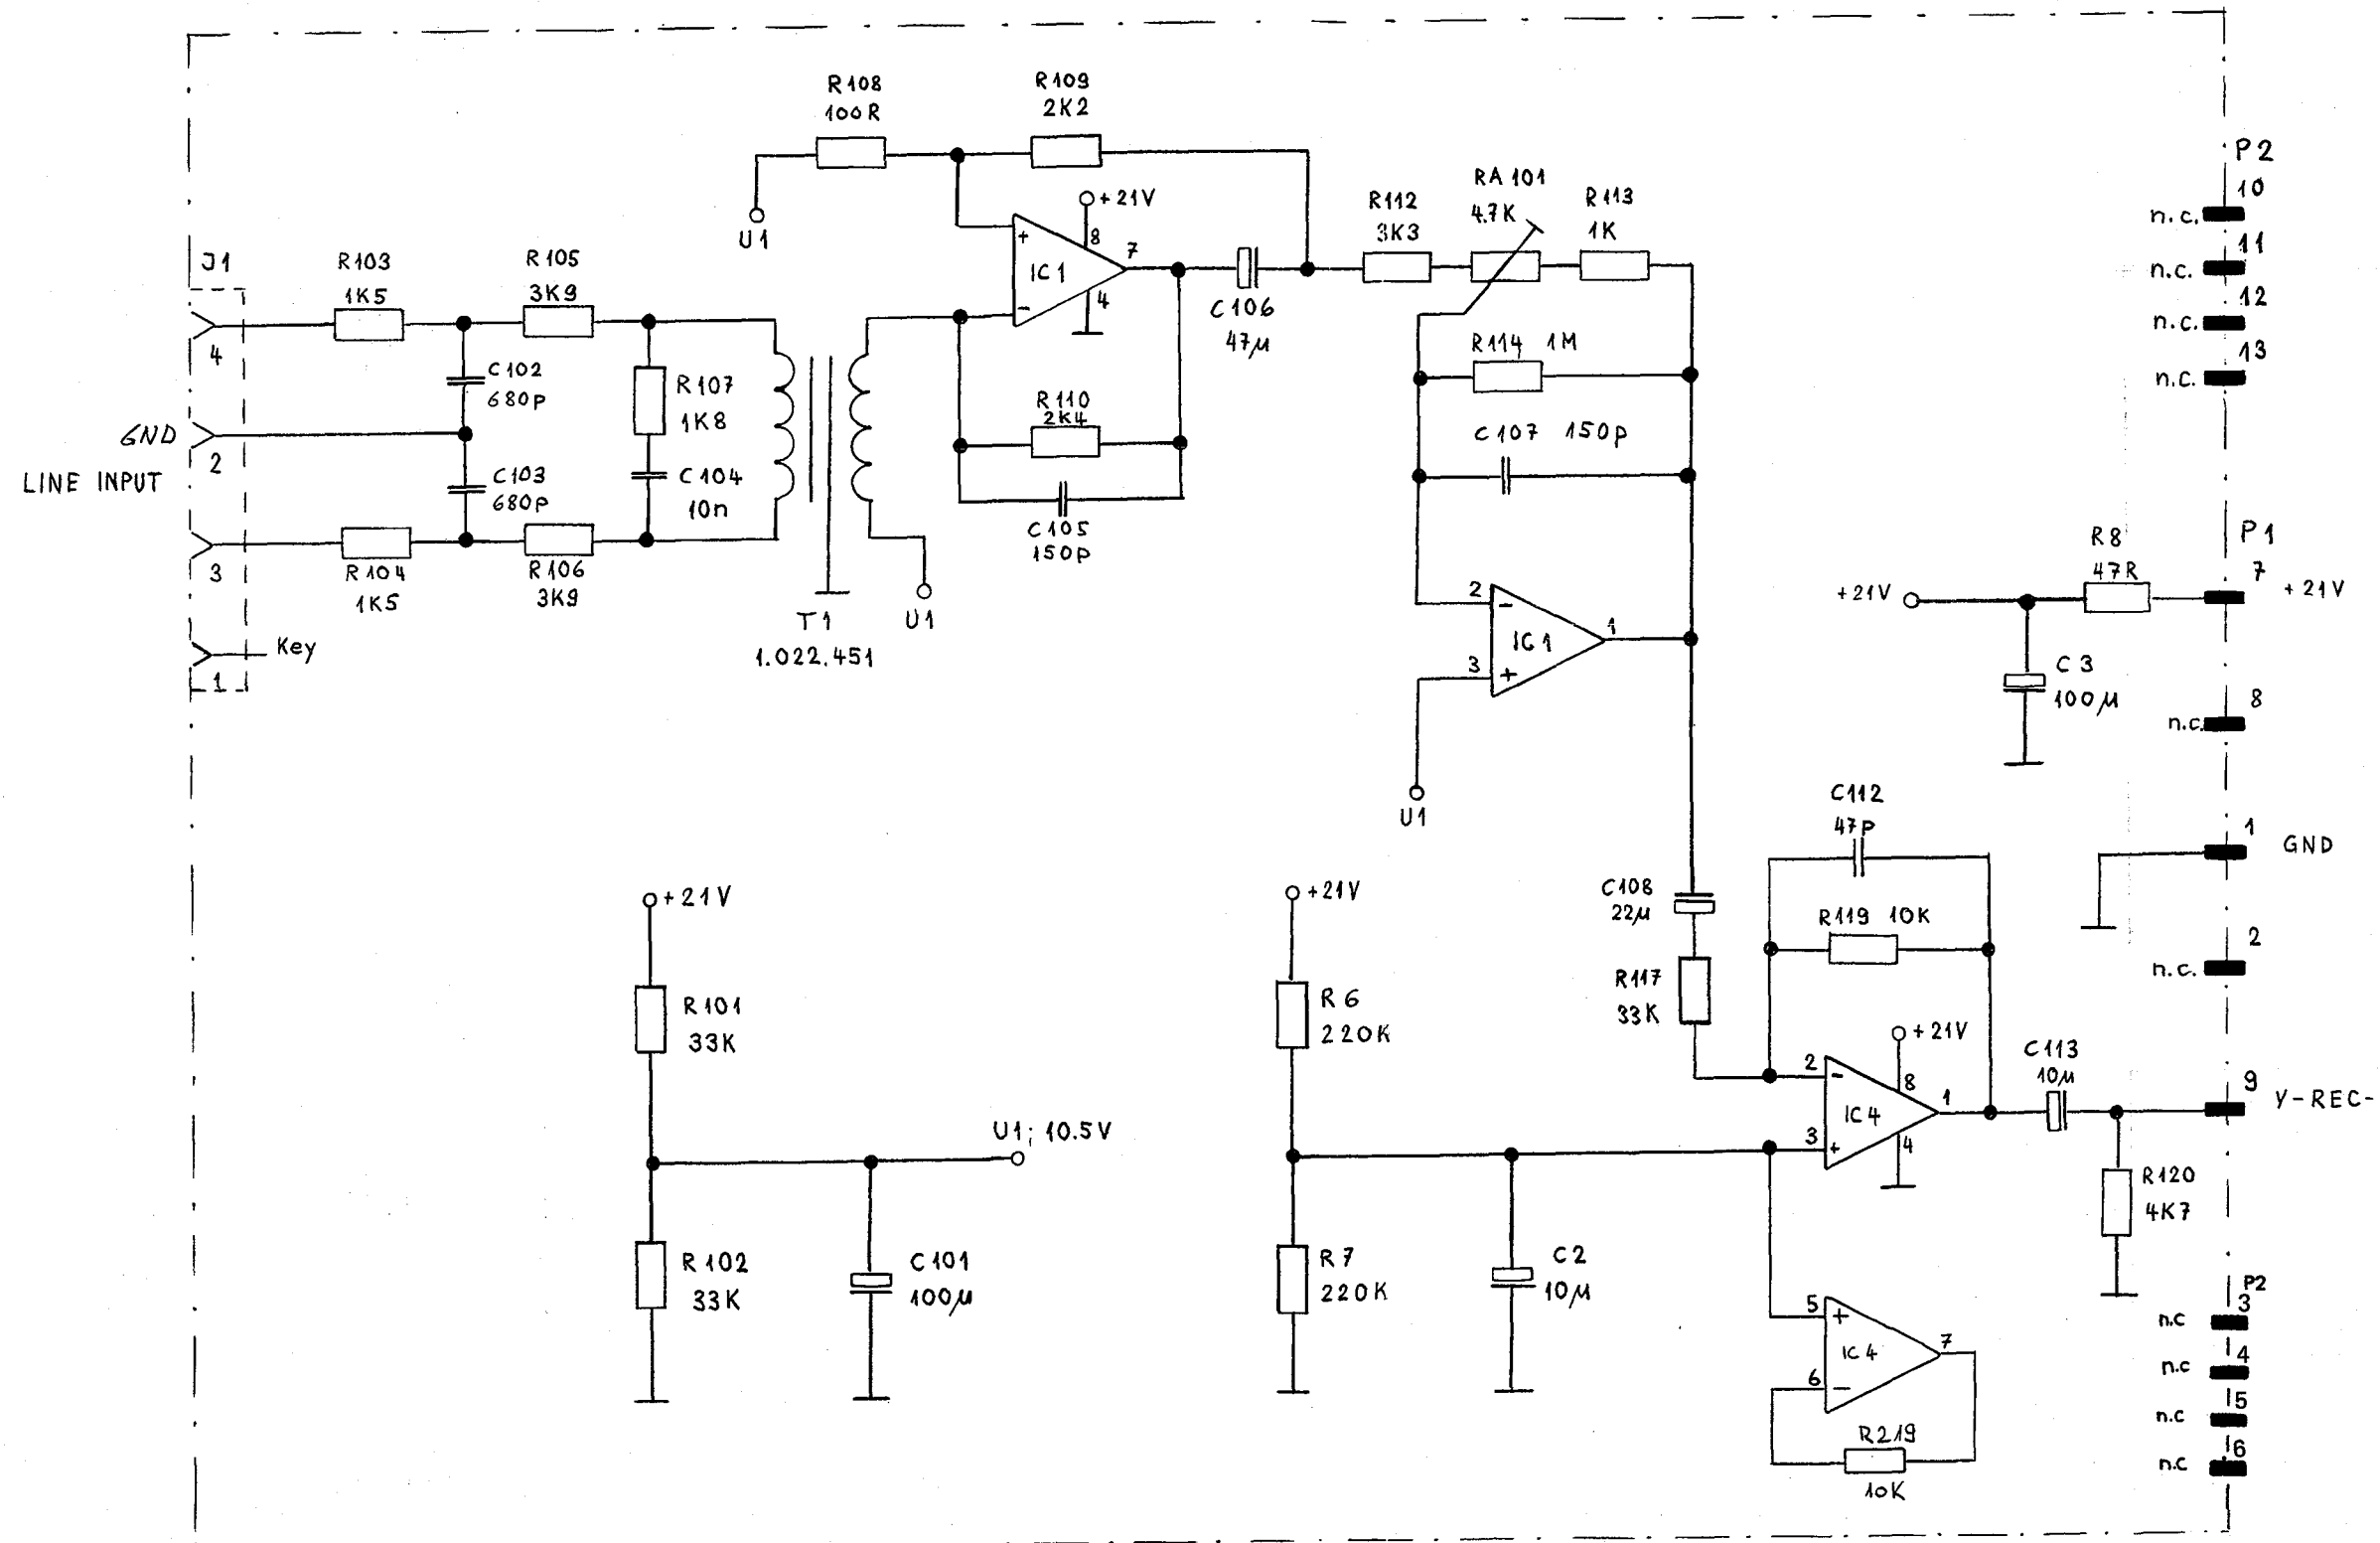 R108
100R
R109
2K2
+21V
U1
+
8
7
IC1
4
-
C106
47µ
R112
3K3
RA101
4.7K
R113
1K
P2
10
n.c.
11
n.c.
12
n.c.
13
n.c.
J1
R103
1K5
R105
3K9
4
C102
680p
R107
1K8
GND
2
LINE INPUT
C103
680p
C104
10n
3
R104
1K5
R106
3K9
Key
1
T1
1.022.451
U1
R110
2K4
C105
150p
R114 1M
C107 150p
2
-
IC1
1
3
+
U1
P1
R8
47R
7
+21V
+21V
C3
100µ
8
n.c.
C112
47p
1
GND
C108
22µ
R119 10K
2
n.c.
R117
33K
+21V
R101
33K
U1; 10.5V
R102
33K
C101
100µ
+21V
R6
220K
R7
220K
C2
10µ
+21V
2
-
8
IC4
1
3
+
4
C113
10µ
9
Y-REC-
R120
4K7
5
+
IC4
7
6
-
R219
10K
P2
3
n.c
4
n.c
5
n.c
6
n.c